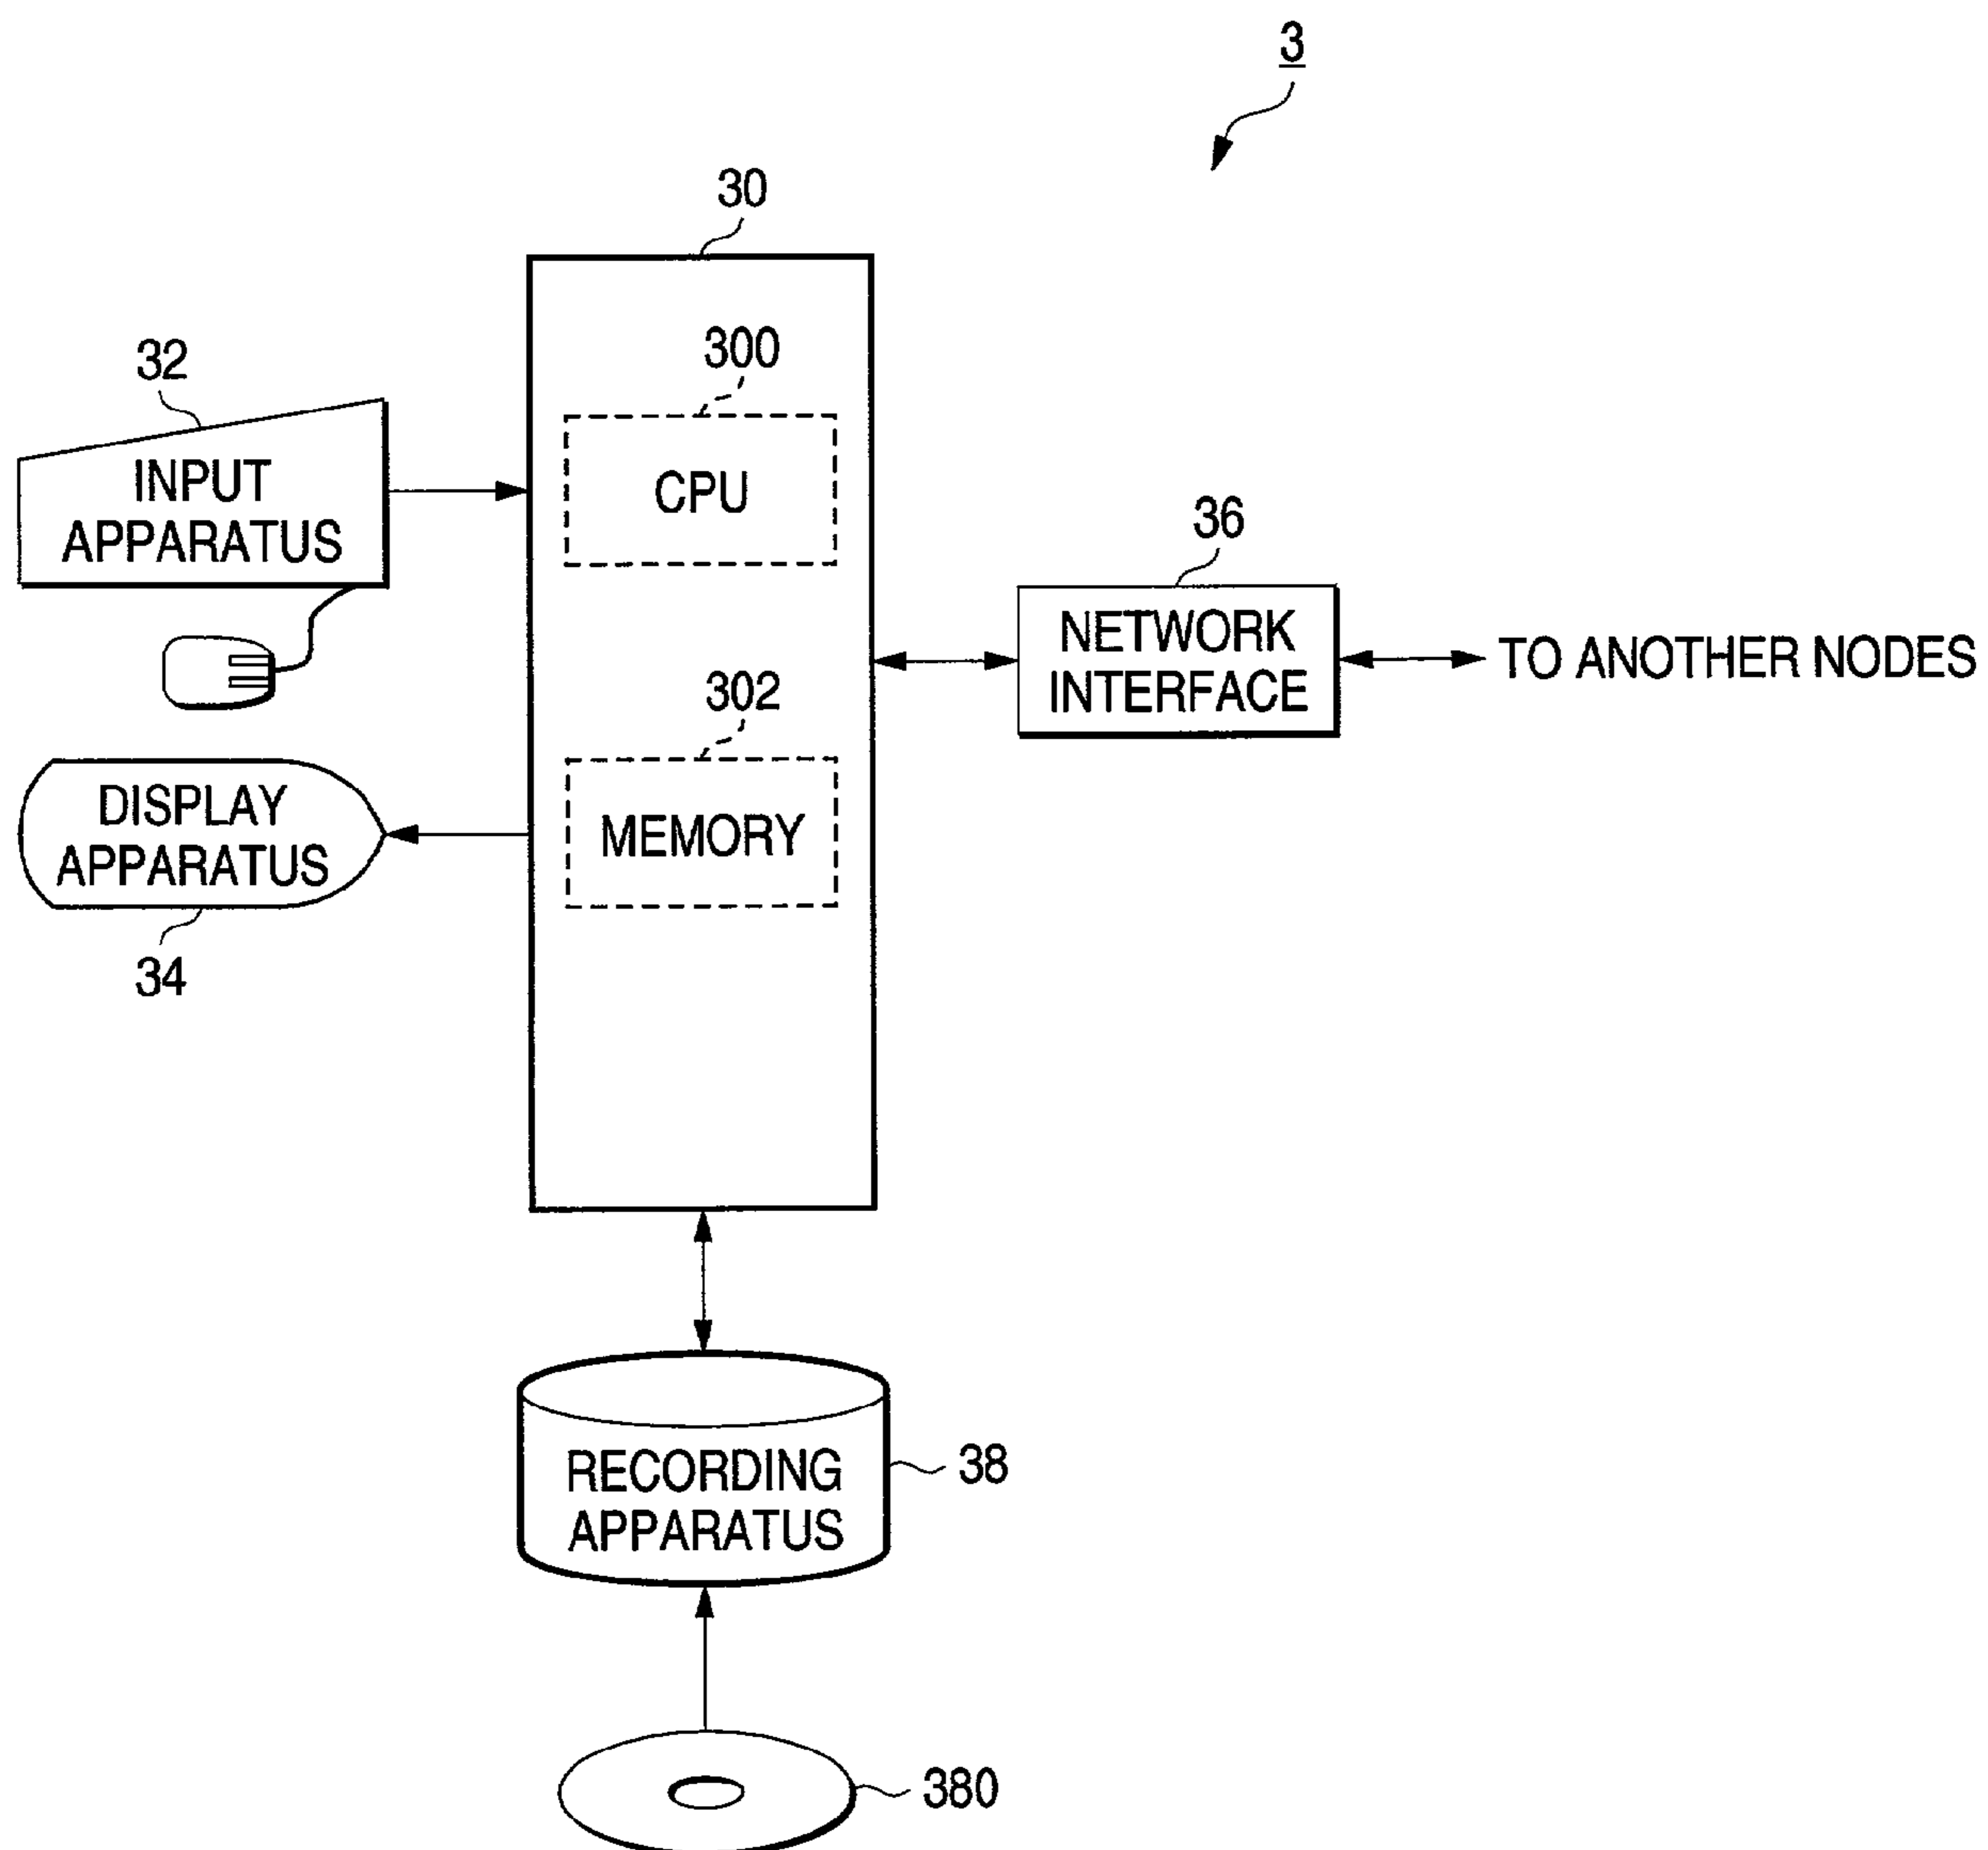 3
30
300
32
INPUT
APPARATUS
CPU
36
NETWORK
INTERFACE
TO ANOTHER NODES
302
DISPLAY
APPARATUS
MEMORY
34
RECORDING
APPARATUS
38
380